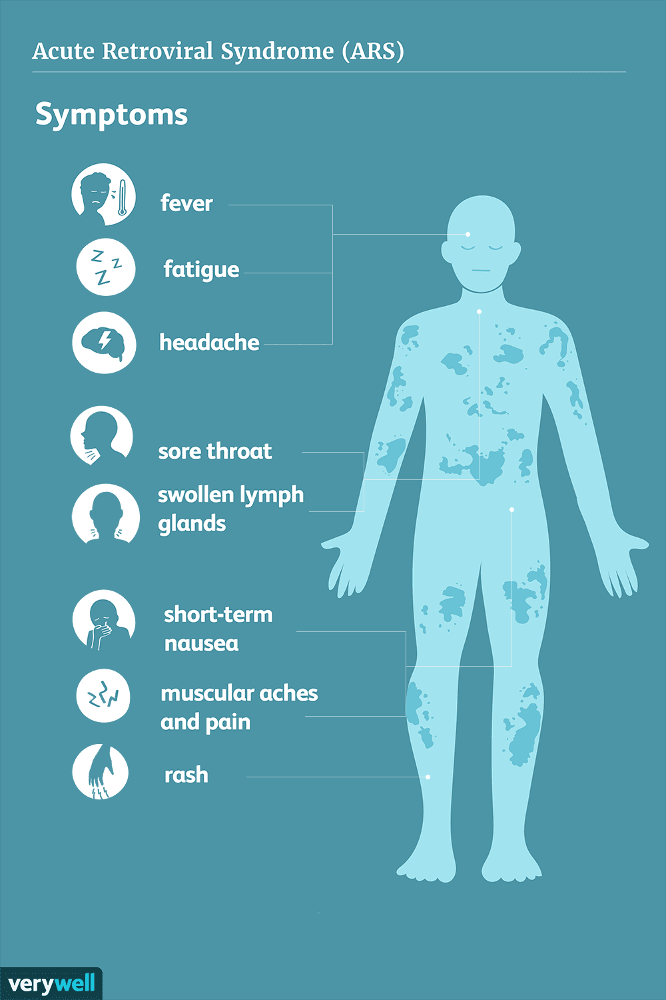 Acute Retroviral Syndrome (ARS)
Symptoms
fever
fatigue
headache
sore throat
swollen lymph
glands
short-term
nausea
muscular aches
and pain
rash
verywell